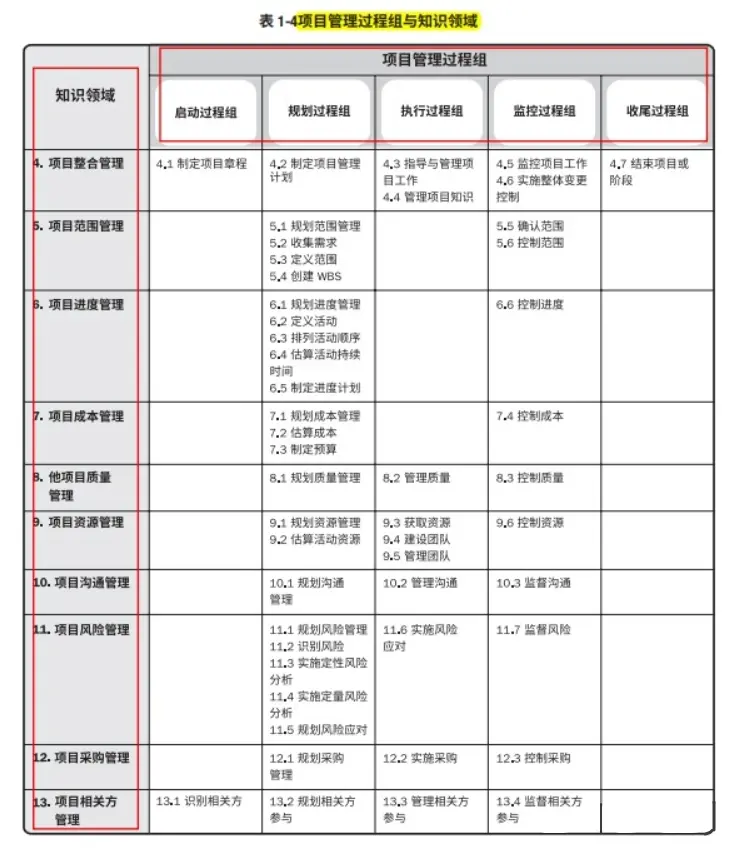 表 1-4项目管理过程组与知识领域
知识领域
项目管理过程组
启动过程组
规划过程组
执行过程组
监控过程组
收尾过程组
4. 项目整合管理
4.1 制定项目章程
4.2 制定项目管理
计划
4.3 指导与管理项
目工作
4.4 管理项目知识
4.5 监控项目工作
4.6 实施整体变更
控制
4.7 结束项目或
阶段
5. 项目范围管理
5.1 规划范围管理
5.2 收集需求
5.3 定义范围
5.4 创建 WBS
5.5 确认范围
5.6 控制范围
6. 项目进度管理
6.1 规划进度管理
6.2 定义活动
6.3 排列活动顺序
6.4 估算活动持续
时间
6.5 制定进度计划
6.6 控制进度
7. 项目成本管理
7.1 规划成本管理
7.2 估算成本
7.3 制定预算
7.4 控制成本
8. 他项目质量
管理
8.1 规划质量管理
8.2 管理质量
8.3 控制质量
9. 项目资源管理
9.1 规划资源管理
9.2 估算活动资源
9.3 获取资源
9.4 建设团队
9.5 管理团队
9.6 控制资源
10. 项目沟通管理
10.1 规划沟通
管理
10.2 管理沟通
10.3 监督沟通
11. 项目风险管理
11.1 规划风险管理
11.2 识别风险
11.3 实施定性风险
分析
11.4 实施定量风险
分析
11.5 规划风险应对
11.6 实施风险
应对
11.7 监督风险
12. 项目采购管理
12.1 规划采购
管理
12.2 实施采购
12.3 控制采购
13. 项目相关方
管理
13.1 识别相关方
13.2 规划相关方
参与
13.3 管理相关方
参与
13.4 监督相关方
参与